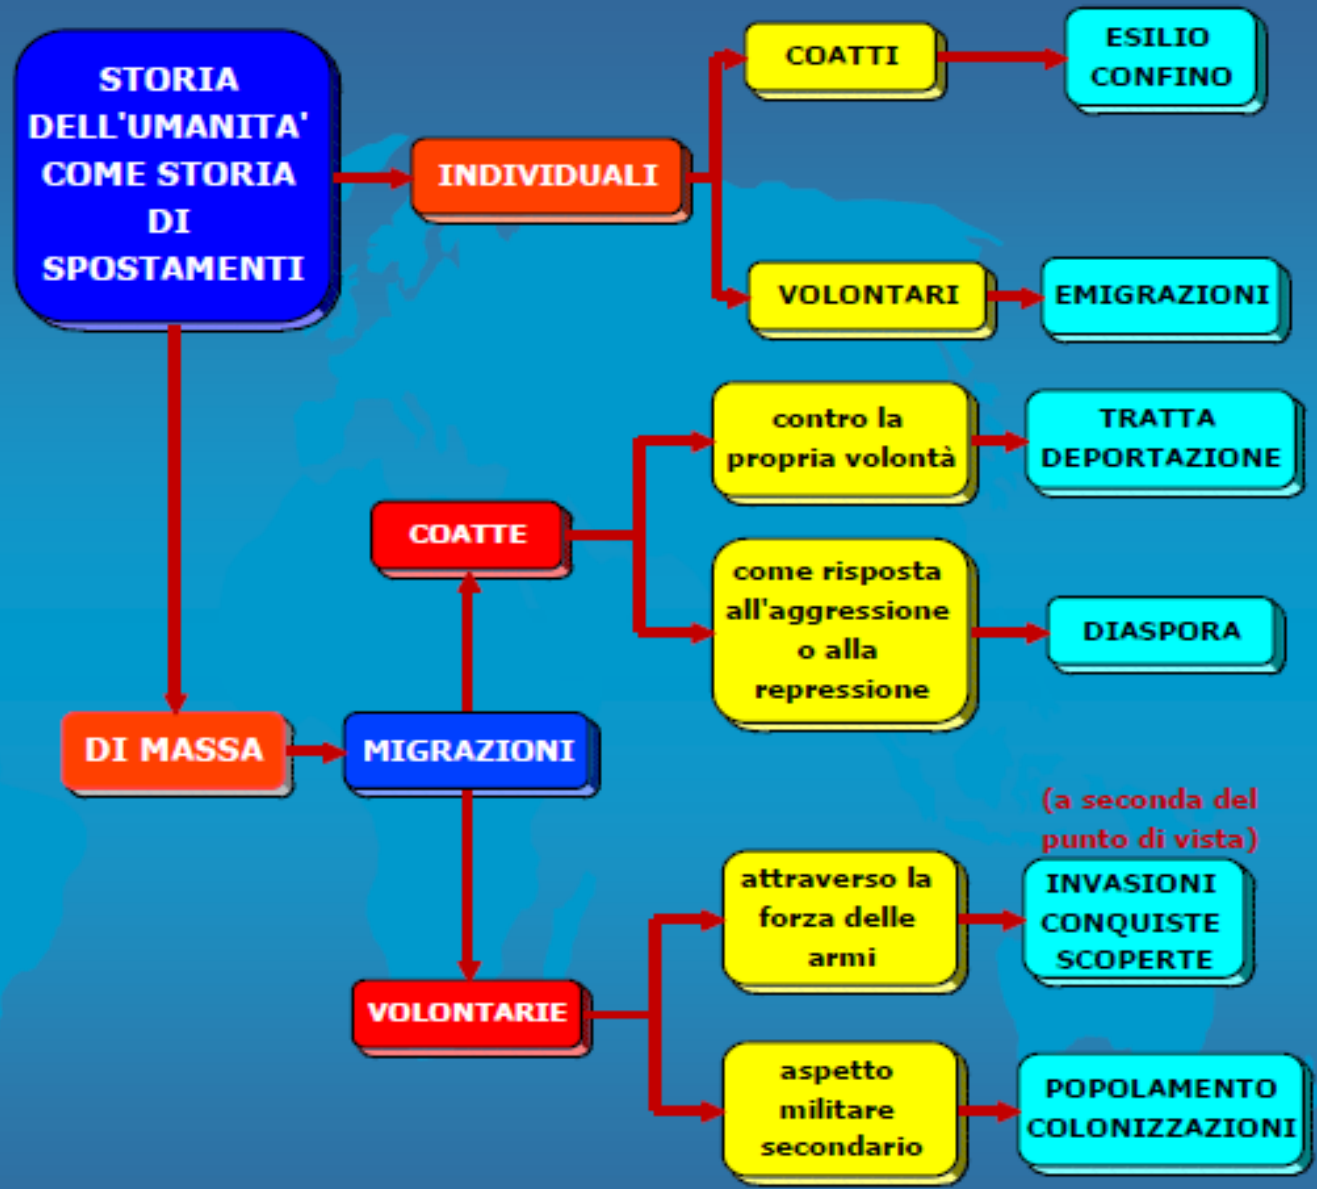 STORIA
DELL'UMANITA'
COME STORIA
DI
SPOSTAMENTI
INDIVIDUALI
COATTI
ESILIO
CONFINO
VOLONTARI
EMIGRAZIONI
DI MASSA
MIGRAZIONI
COATTE
contro la
propria volontà
TRATTA
DEPORTAZIONE
come risposta
all'aggressione
o alla
repressione
DIASPORA
VOLONTARIE
attraverso la
forza delle
armi
(a seconda del
punto di vista)
INVASIONI
CONQUISTE
SCOPERTE
aspetto
militare
secondario
POPOLAMENTO
COLONIZZAZIONI